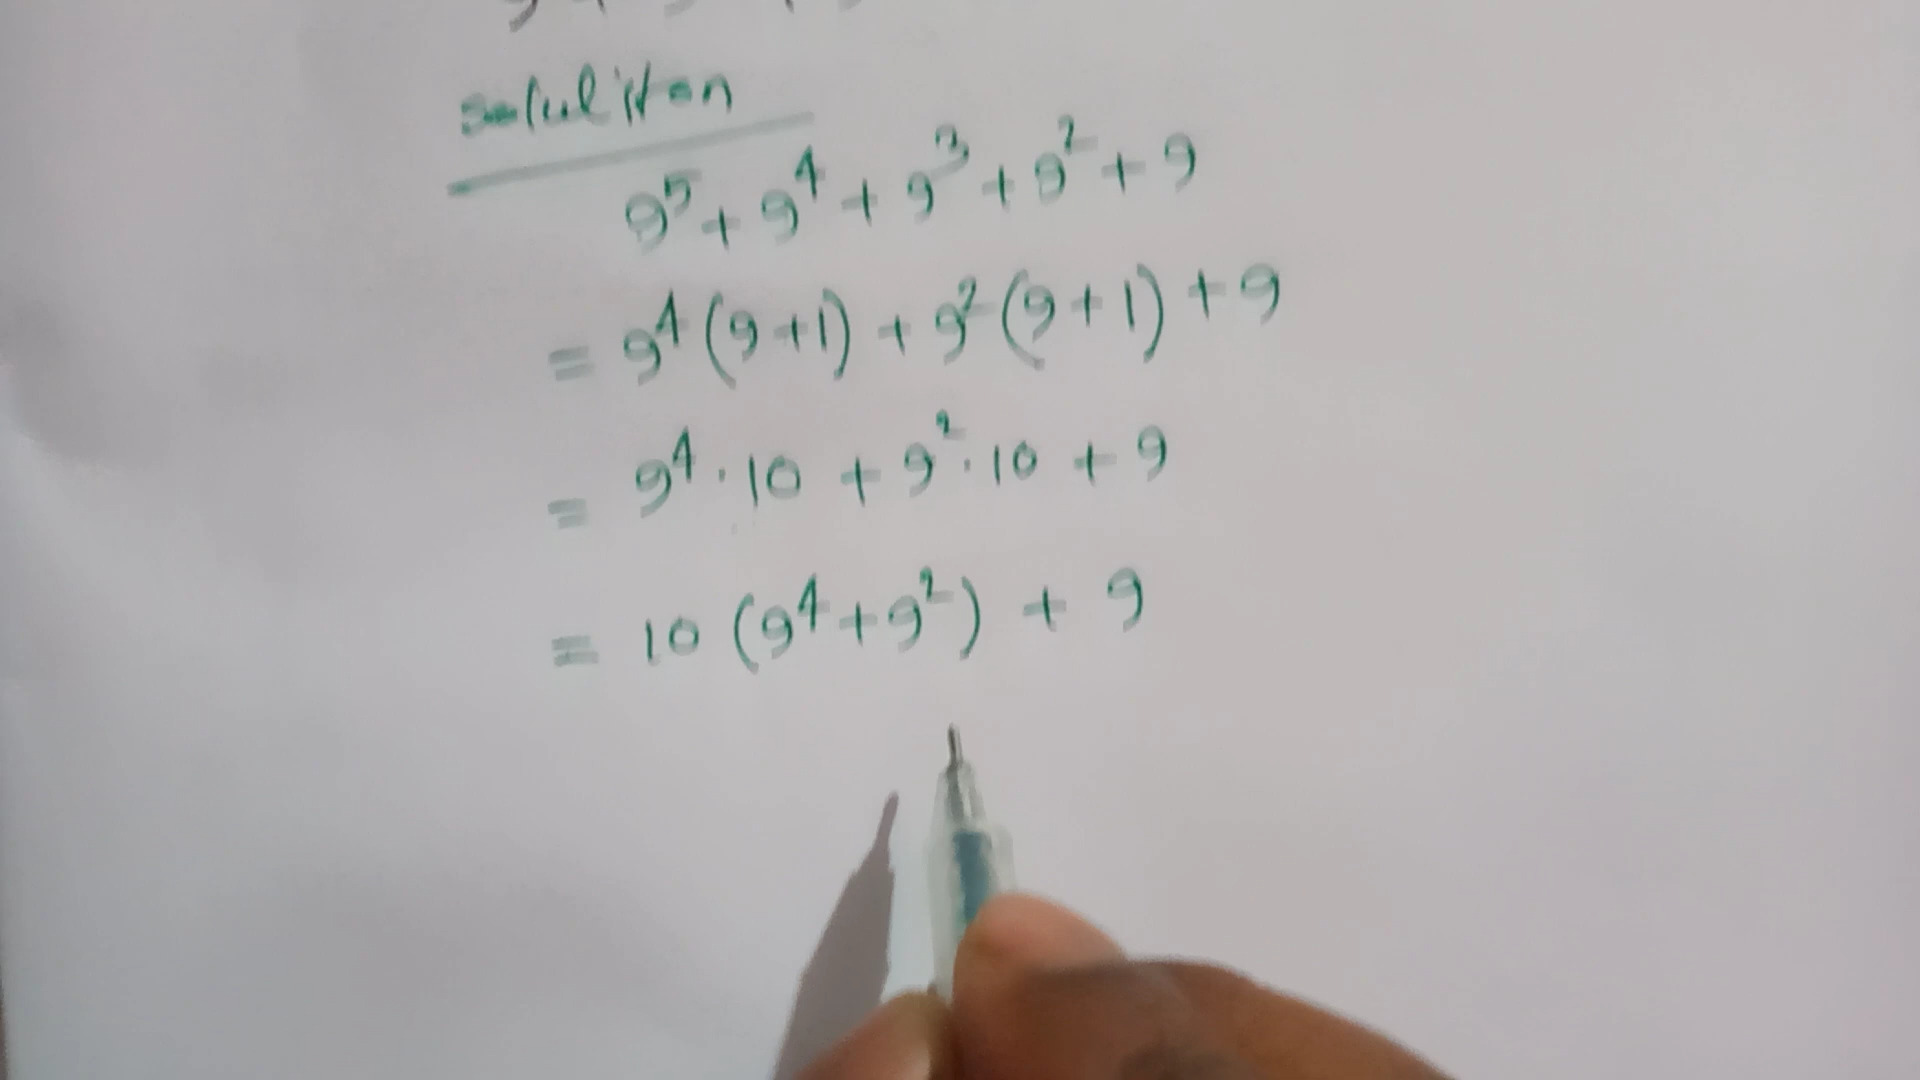 soluliton
9⁵ + 9⁴ + 9³ + 9² + 9
= 9⁴ (9+1) + 9² (9+1) + 9
= 9⁴ · 10 + 9² · 10 + 9
= 10 (9⁴ + 9²) + 9